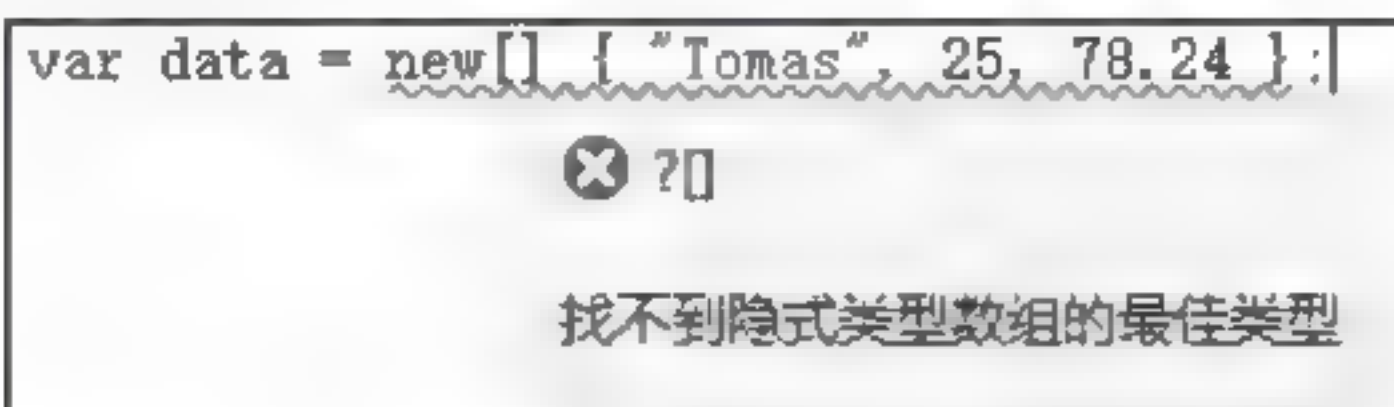 var data = new[] { "Tomas", 25, 78.24 };
?[]
找不到隐式类型数组的最佳类型